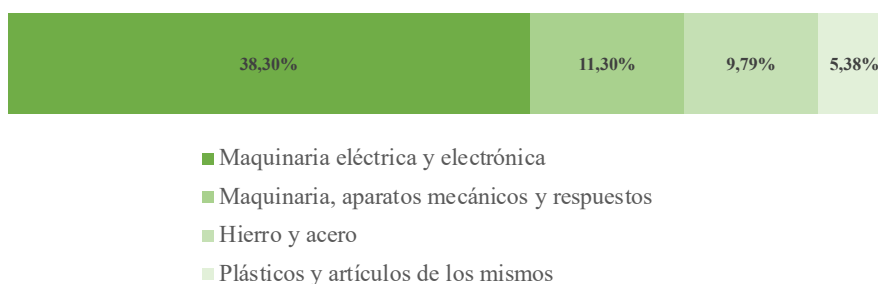 38,30% 11,30% 9,79% 5,38%
Maquinaria eléctrica y electrónica
Maquinaria, aparatos mecánicos y respuestos
Hierro y acero
Plásticos y artículos de los mismos